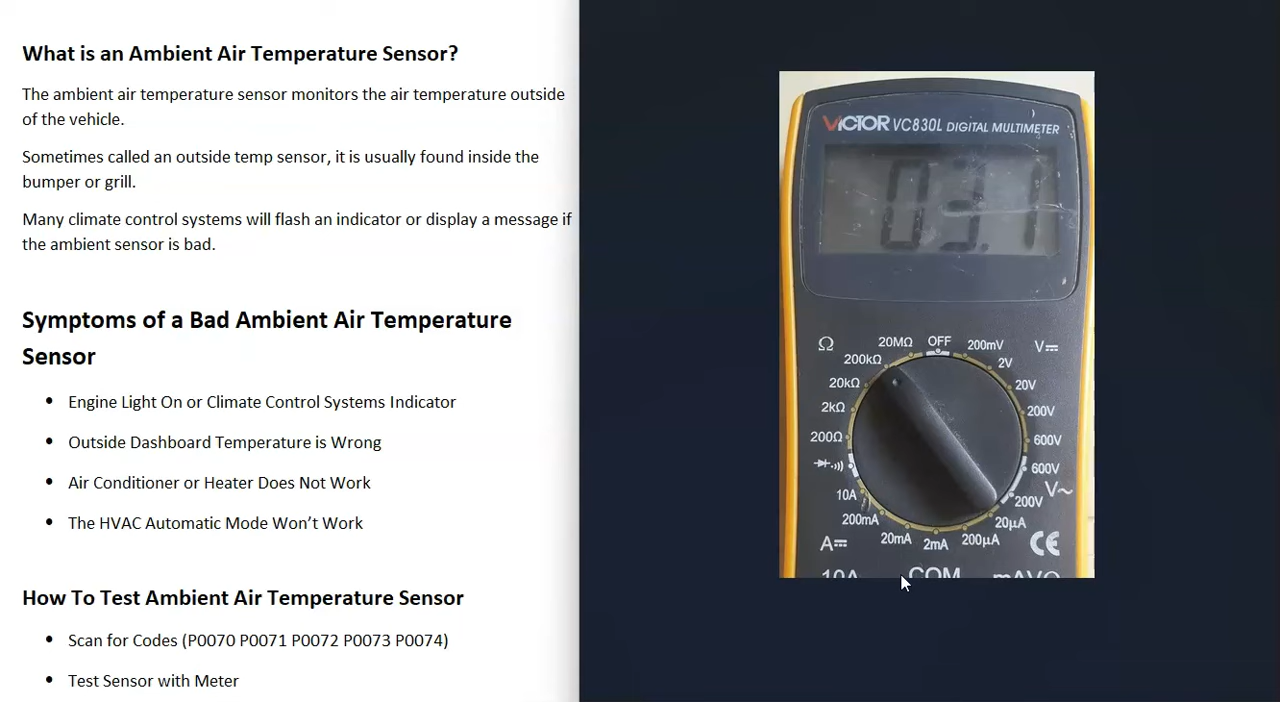 What is an Ambient Air Temperature Sensor?
The ambient air temperature sensor monitors the air temperature outside
of the vehicle.
Sometimes called an outside temp sensor, it is usually found inside the
bumper or grill.
Many climate control systems will flash an indicator or display a message if
the ambient sensor is bad.
Symptoms of a Bad Ambient Air Temperature
Sensor
• Engine Light On or Climate Control Systems Indicator
• Outside Dashboard Temperature is Wrong
• Air Conditioner or Heater Does Not Work
• The HVAC Automatic Mode Won’t Work
How To Test Ambient Air Temperature Sensor
• Scan for Codes (P0070 P0071 P0072 P0073 P0074)
• Test Sensor with Meter
VICTOR VC830L DIGITAL MULTIMETER
03.1
Ω 20MΩ OFF 200mV V⎓
200kΩ 2V
20kΩ 20V
2kΩ 200V
200Ω 600V
600V
10A 200V V~
200mA 20µA
20mA 2mA 200µA
A⎓ CE
10A COM mAVΩ